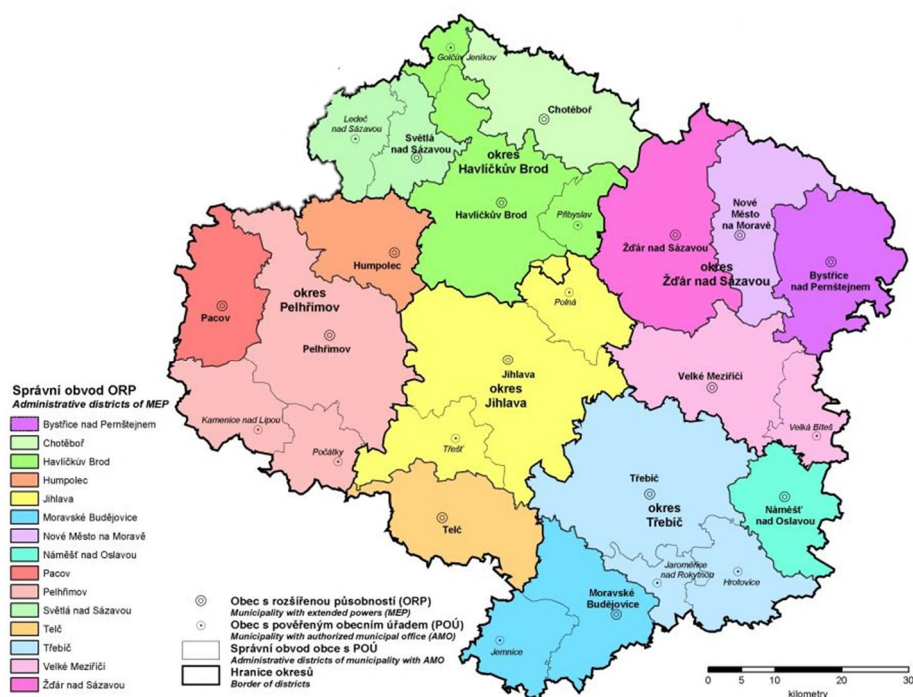 Golčův Jeníkov
Chotěboř
Ledeč
nad Sázavou
Světlá
nad Sázavou
okres
Havlíčkův Brod
Havlíčkův Brod
Přibyslav
Nové
Město
na Moravě
Žďár nad Sázavou
okres
Žďár nad Sázavou
Bystřice
nad Pernštejnem
Humpolec
okres
Pelhřimov
Pacov
Pelhřimov
Polná
Jihlava
okres
Jihlava
Velké Meziříčí
Velká Bíteš
Kamenice nad Lipou
Počátky
Třešť
Telč
Třebíč
okres
Třebíč
Náměšť
nad Oslavou
Jaroměřice
nad Rokytnou
Hrotovice
Moravské
Budějovice
Jemnice
Správní obvod ORP
Administrative districts of MEP
Bystřice nad Pernštejnem
Chotěboř
Havlíčkův Brod
Humpolec
Jihlava
Moravské Budějovice
Nové Město na Moravě
Náměšť nad Oslavou
Pacov
Pelhřimov
Světlá nad Sázavou
Telč
Třebíč
Velké Meziříčí
Žďár nad Sázavou
Obec s rozšířenou působností (ORP)
Municipality with extended powers (MEP)
Obec s pověřeným obecním úřadem (POÚ)
Municipality with authorized municipal office (AMO)
Správní obvod obce s POÚ
Administrative districts of municipality with AMO
Hranice okresů
Border of districts
0 10 20 30
kilometry